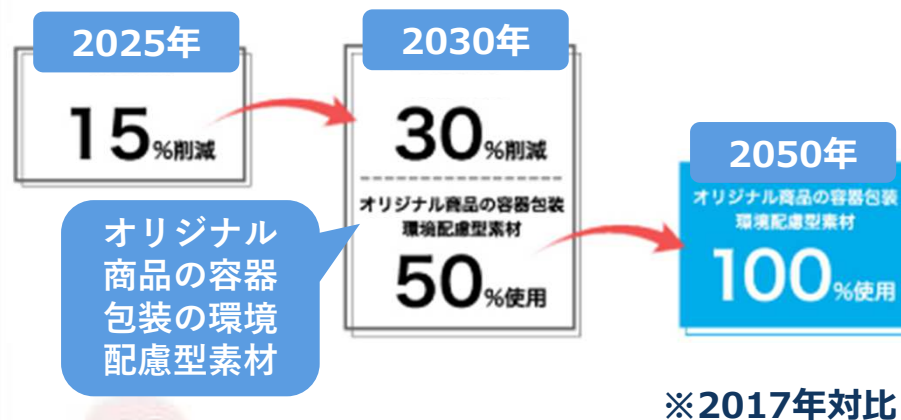 2025年
15%削減
2030年
30%削減
オリジナル商品の容器包装
環境配慮型素材
50%使用
オリジナル
商品の容器
包装の環境
配慮型素材
2050年
オリジナル商品の容器包装
環境配慮型素材
100%使用
※2017年対比